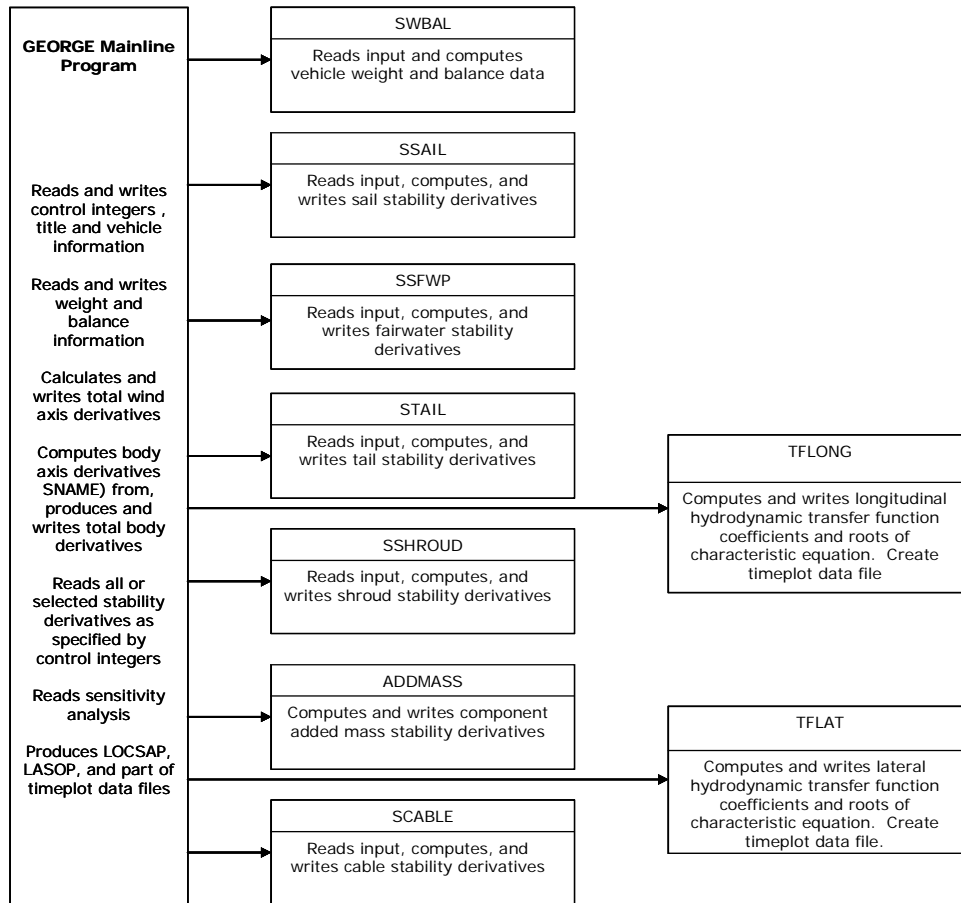 GEORGE Mainline
Program
Reads and writes
control integers ,
title and vehicle
information
Reads and writes
weight and
balance
information
Calculates and
writes total wind
axis derivatives
Computes body
axis derivatives
SNAME) from,
produces and
writes total body
derivatives
Reads all or
selected stability
derivatives as
specified by
control integers
Reads sensitivity
analysis
Produces LOCSAP,
LASOP, and part of
timeplot data files
SWBAL
Reads input and computes
vehicle weight and balance data
SSAIL
Reads input, computes, and
writes sail stability derivatives
SSFWP
Reads input, computes, and
writes fairwater stability
derivatives
STAIL
Reads input, computes, and
writes tail stability derivatives
SSHROUD
Reads input, computes, and
writes shroud stability derivatives
ADDMASS
Computes and writes component
added mass stability derivatives
SCABLE
Reads input, computes, and
writes cable stability derivatives
TFLONG
Computes and writes longitudinal
hydrodynamic transfer function
coefficients and roots of
characteristic equation.  Create
timeplot data file
TFLAT
Computes and writes lateral
hydrodynamic transfer function
coefficients and roots of
characteristic equation.  Create
timeplot data file.